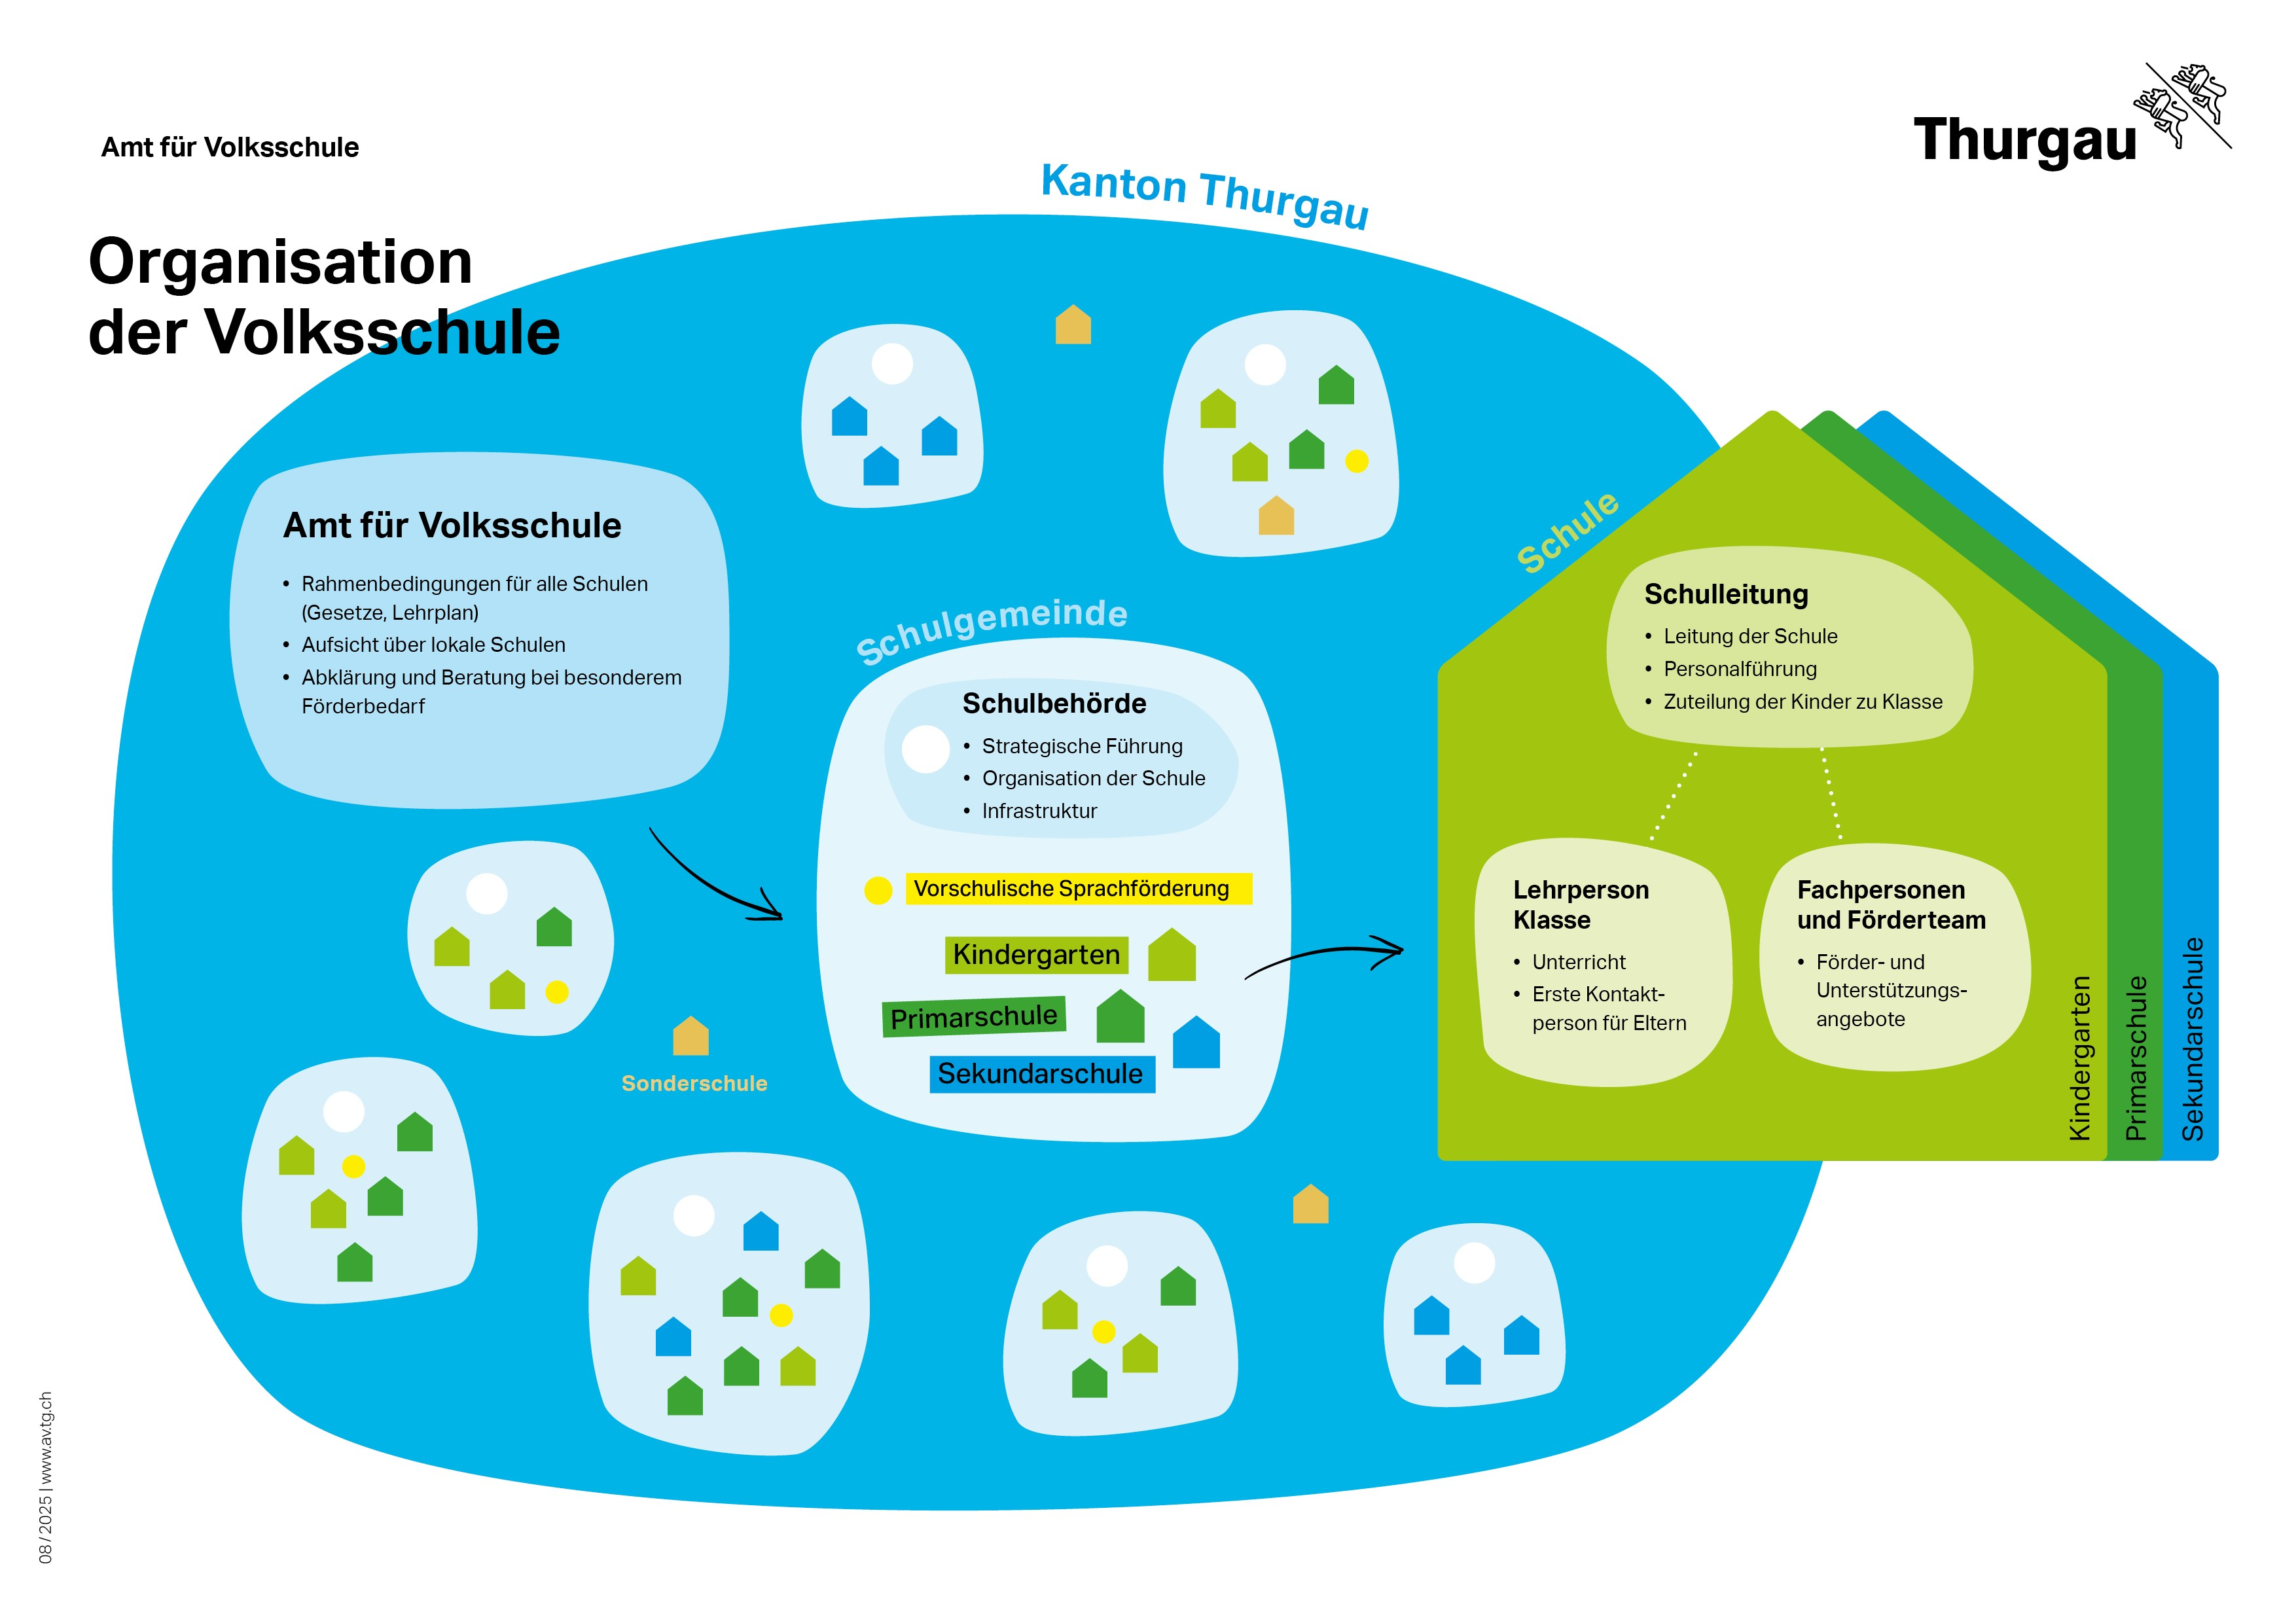 Amt für Volksschule
Thurgau
Organisation
der Volksschule
Kanton Thurgau
Amt für Volksschule
• Rahmenbedingungen für alle Schulen
(Gesetze, Lehrplan)
• Aufsicht über lokale Schulen
• Abklärung und Beratung bei besonderem
Förderbedarf
Schulgemeinde
Schulbehörde
• Strategische Führung
• Organisation der Schule
• Infrastruktur
Vorschulische Sprachförderung
Kindergarten
Primarschule
Sekundarschule
Sonderschule
Schule
Schulleitung
• Leitung der Schule
• Personalführung
• Zuteilung der Kinder zu Klasse
Lehrperson
Klasse
• Unterricht
• Erste Kontakt-
person für Eltern
Fachpersonen
und Förderteam
• Förder- und
Unterstützungs-
angebote
Kindergarten
Primarschule
Sekundarschule
08/2025 | www.av.tg.ch